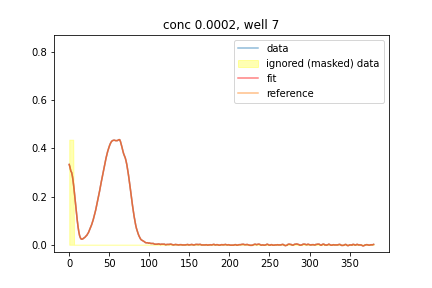 conc 0.0002, well 7
data
ignored (masked) data
fit
reference
0.8
0.6
0.4
0.2
0.0
0 50 100 150 200 250 300 350